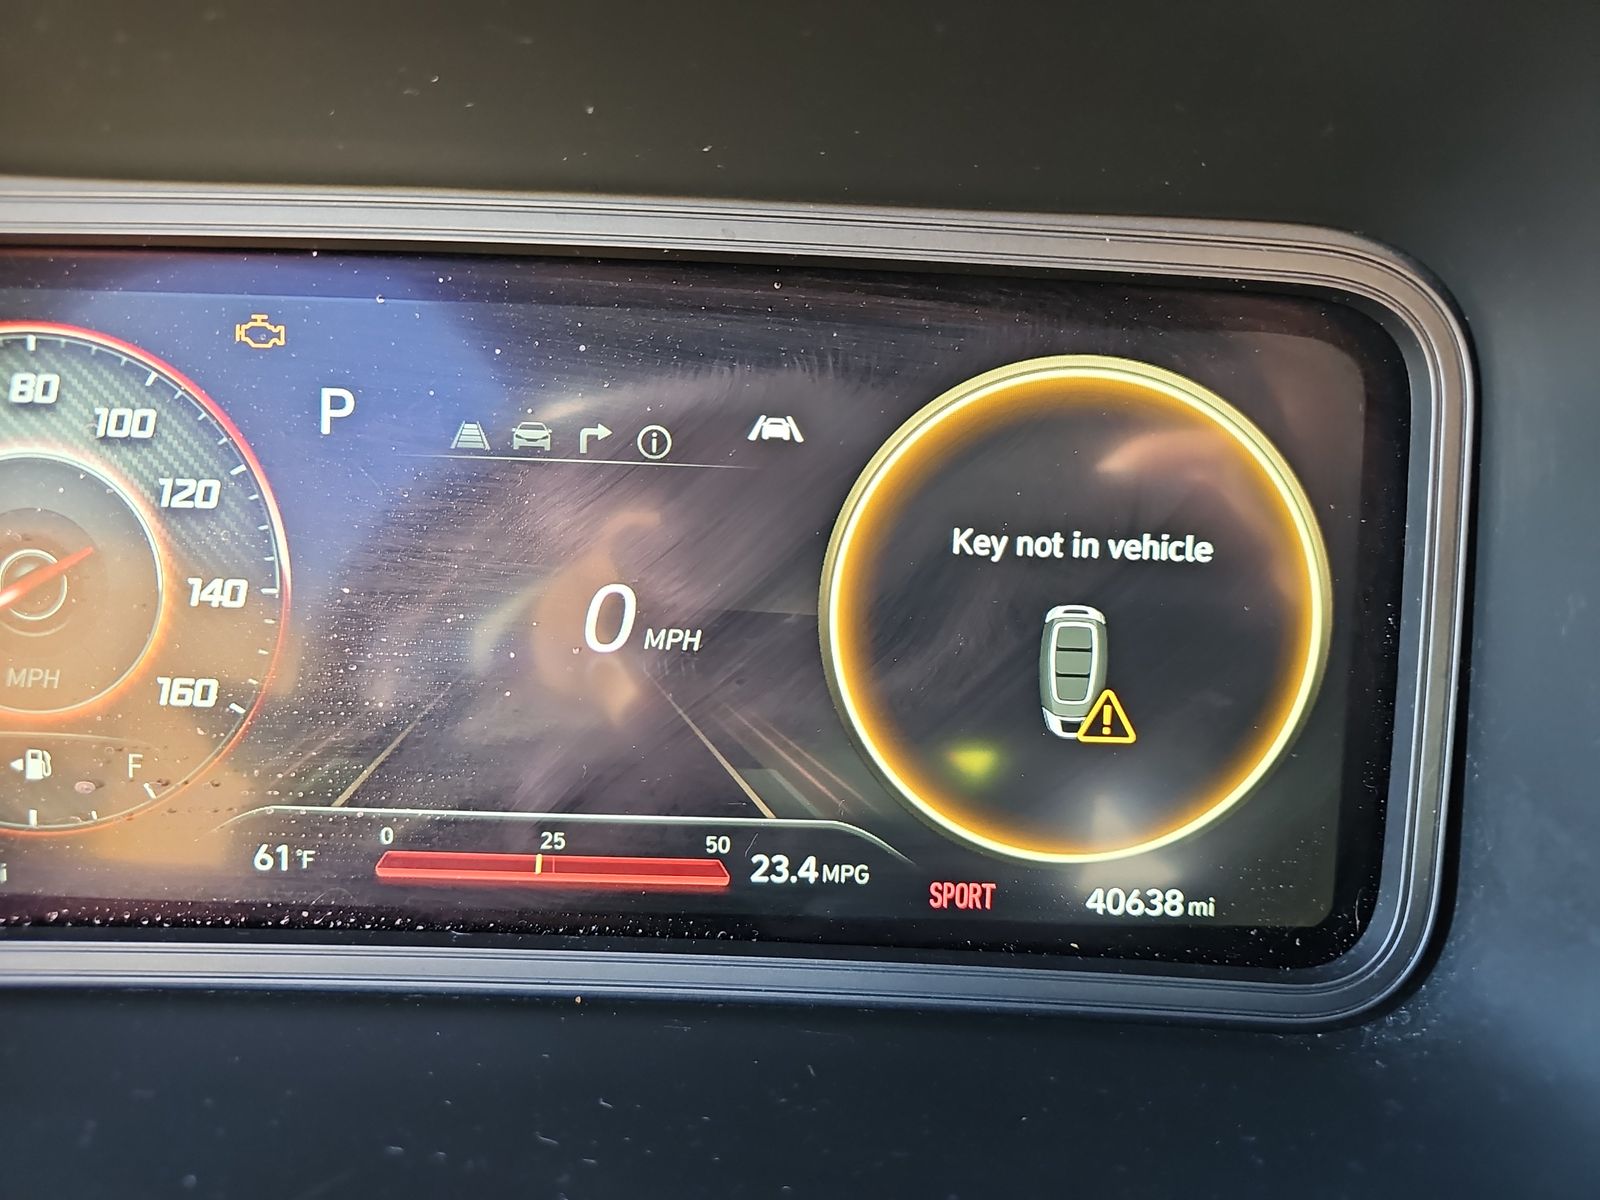 80
100
120
140
160
MPH
F
P
0 MPH
Key not in vehicle
61°F
0 25 50
23.4 MPG
SPORT
40638 mi